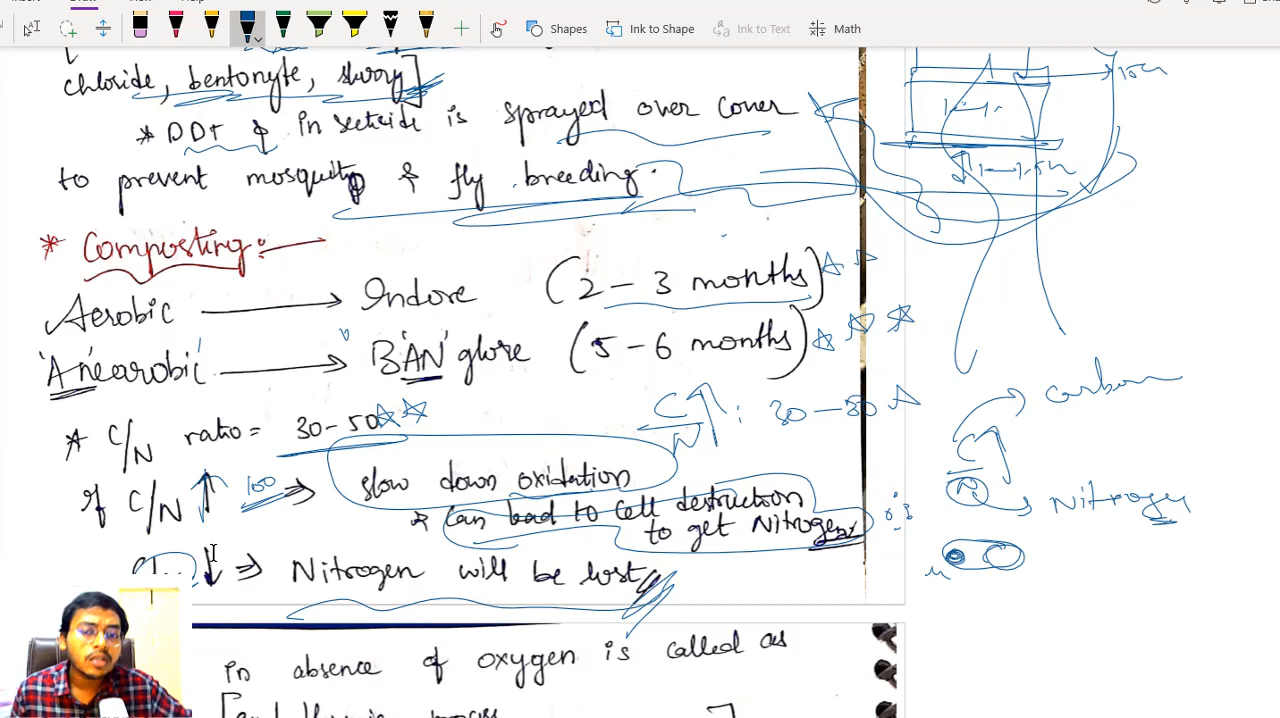 Shapes Ink to Shape Ink to Text Math
chloride, bentonyte, slurry]
* DDT & insecticide is sprayed over cover
to prevent mosquito & fly breeding.
* Composting:-
Aerobic → Indore (2 - 3 months)
'An'earobic → B'AN'glore (5 - 6 months)
* C/N ratio = 30-50
C/N ↑ : 30-50
If C/N ↑ 100 ⇒ slow down oxidation
* Can lead to Cell destruction
to get Nitrogen
↓ ⇒ Nitrogen will be lost
Carbon
C
N
Nitrogen
In absence of oxygen is called as